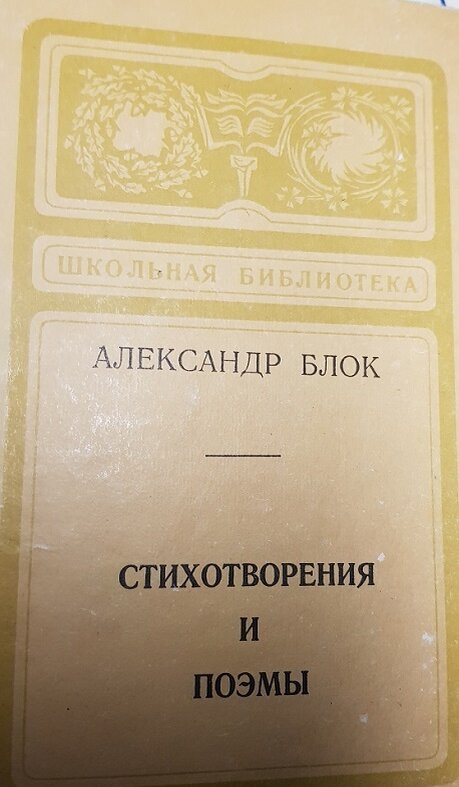 ШКОЛЬНАЯ БИБЛИОТЕКА
АЛЕКСАНДР БЛОК
СТИХОТВОРЕНИЯ
И
ПОЭМЫ